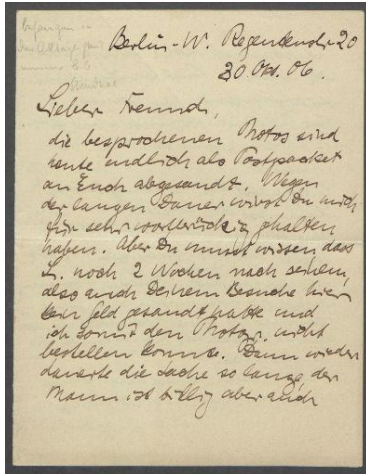 Berlin-W. Regentenstr 20
30 Okt. 06.
Lieber Freund,
die besprochenen Photos sind
heute endlich als Postpacket
an Euch abgesandt. Wegen
der langen Dauer wirst Du mich
für sehr wortbrüchig gehalten
haben. Aber Du musst wissen dass
L. noch 2 Wochen nach seinem,
also auch Deinem Besuche hier
kein Geld gesandt hatte und
ich somit den Photogr. nicht
bestellen konnte. Dann wieder
dauerte die Sache so lange der
Mann ist billig aber auch